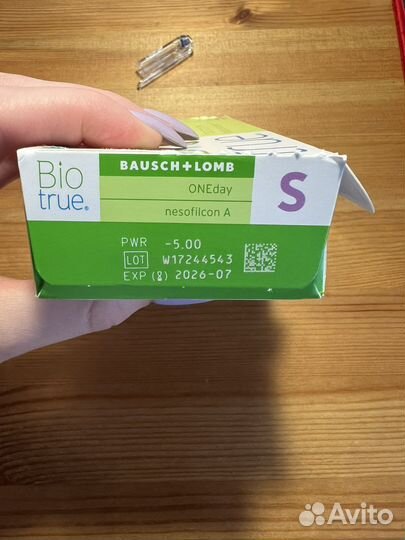 Bio
true®
BAUSCH+LOMB
ONEday
nesofilcon A
S
PWR -5.00
LOT W17244543
EXP 2026-07
Avito